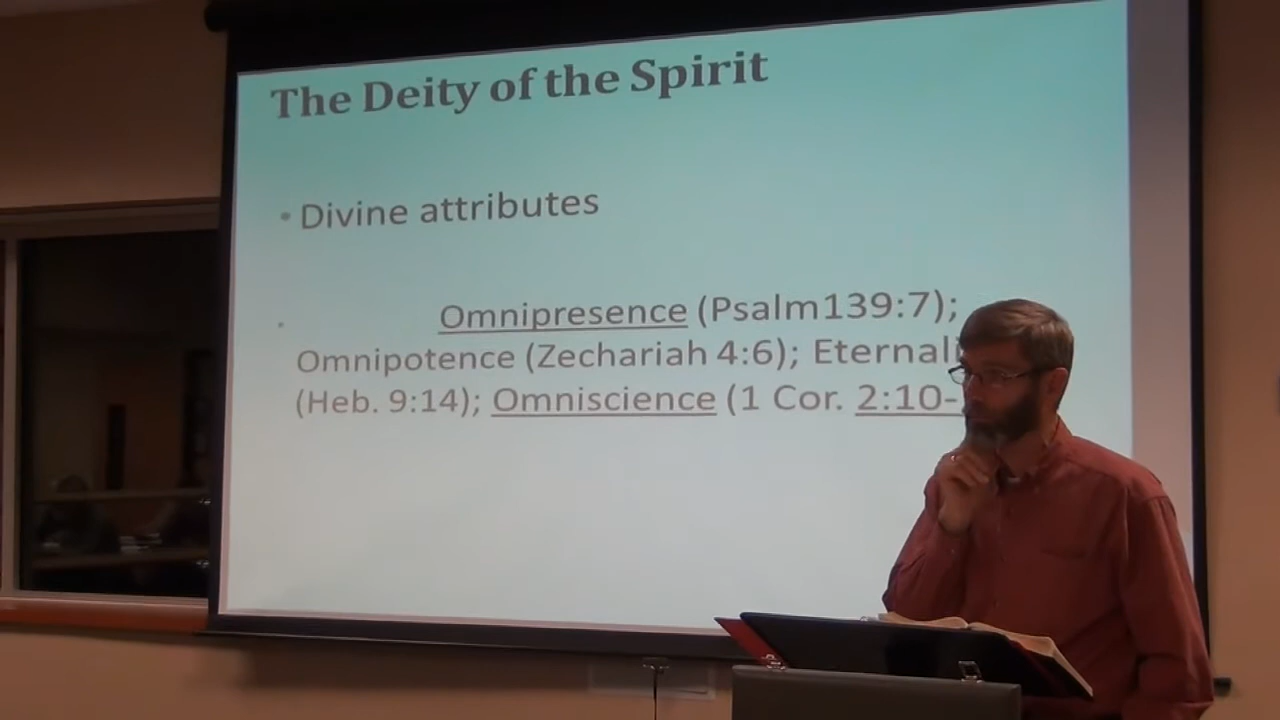 The Deity of the Spirit
• Divine attributes
• Omnipresence (Psalm139:7);
Omnipotence (Zechariah 4:6);
(Heb. 9:14); Omniscience (1 Cor. 2:10-